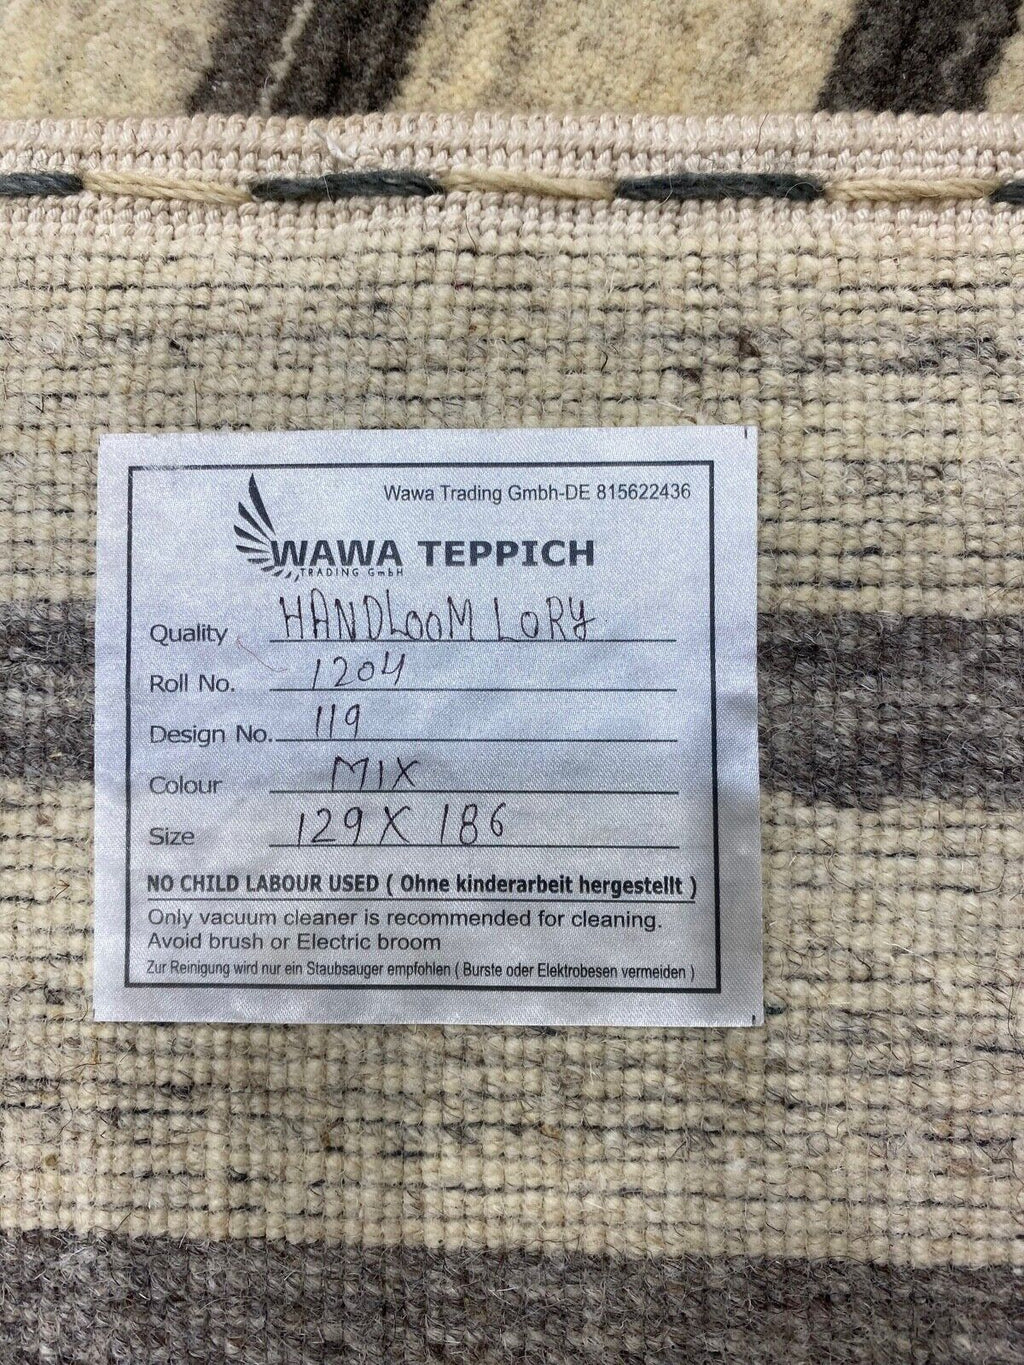 Wawa Trading Gmbh-DE 815622436
WAWA TEPPICH
TRADING GmbH
Quality HANDLOOM LORY
Roll No. 1204
Design No. 119
Colour MIX
Size 129 X 186
NO CHILD LABOUR USED ( Ohne kinderarbeit hergestellt )
Only vacuum cleaner is recommended for cleaning.
Avoid brush or Electric broom
Zur Reinigung wird nur ein Staubsauger empfohlen ( Burste oder Elektrobesen vermeiden )